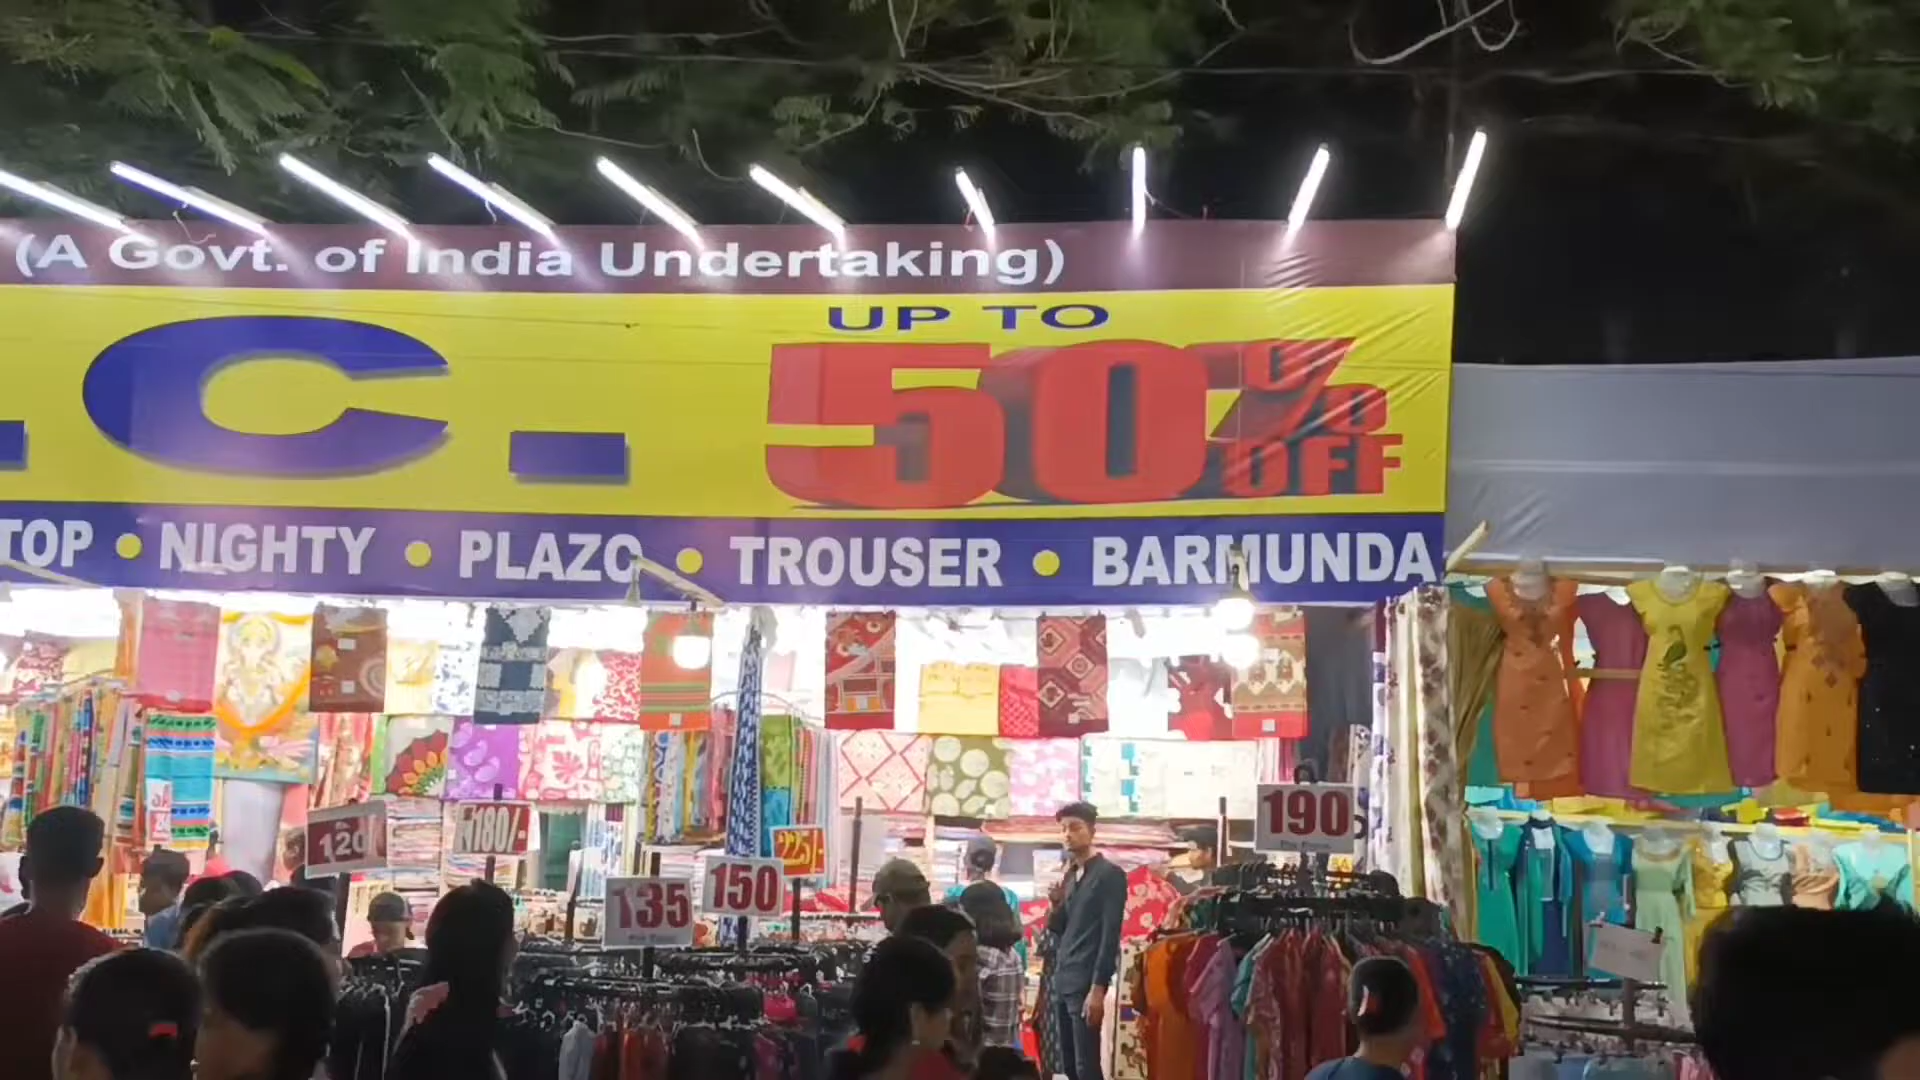 (A Govt. of India Undertaking)
UP TO
.C.
50%
OFF
TOP • NIGHTY • PLAZO • TROUSER • BARMUNDA
120/-
180/-
225/-
135
150
190